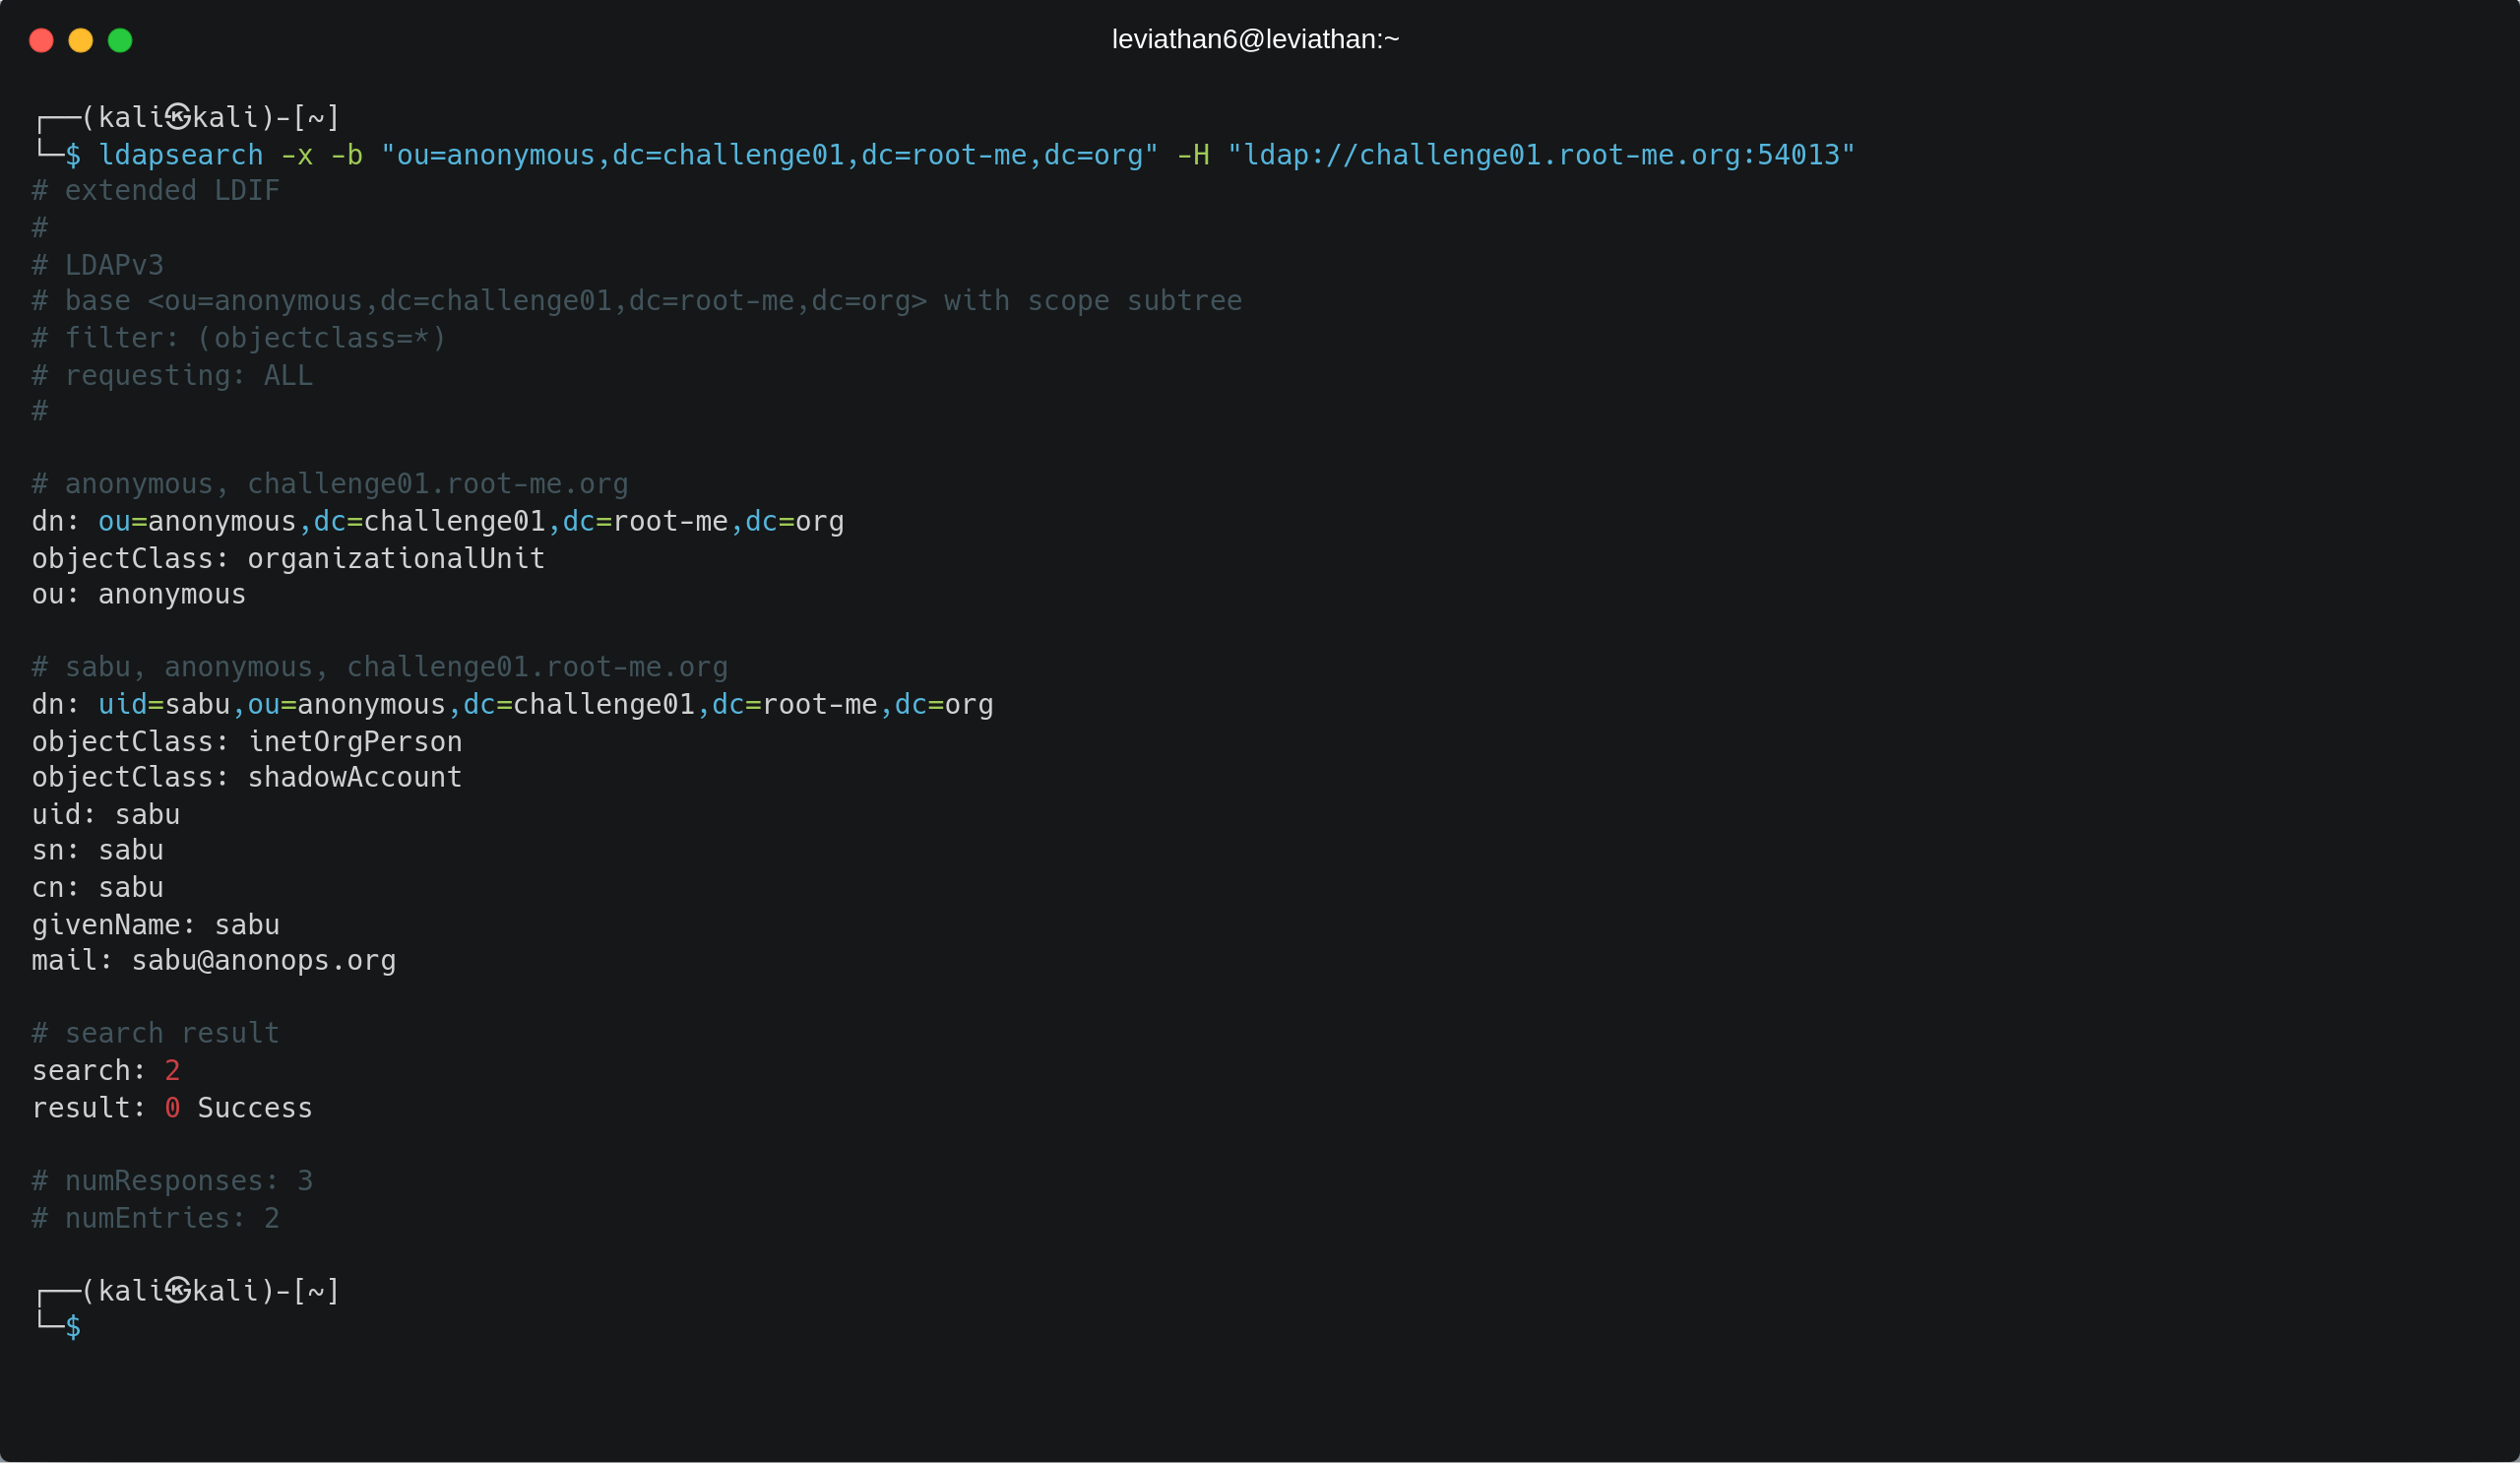 leviathan6@leviathan:~
┌──(kali㉿kali)-[~]
└─$ ldapsearch -x -b "ou=anonymous,dc=challenge01,dc=root-me,dc=org" -H "ldap://challenge01.root-me.org:54013"
# extended LDIF
#
# LDAPv3
# base <ou=anonymous,dc=challenge01,dc=root-me,dc=org> with scope subtree
# filter: (objectclass=*)
# requesting: ALL
#
# anonymous, challenge01.root-me.org
dn: ou=anonymous,dc=challenge01,dc=root-me,dc=org
objectClass: organizationalUnit
ou: anonymous
# sabu, anonymous, challenge01.root-me.org
dn: uid=sabu,ou=anonymous,dc=challenge01,dc=root-me,dc=org
objectClass: inetOrgPerson
objectClass: shadowAccount
uid: sabu
sn: sabu
cn: sabu
givenName: sabu
mail: sabu@anonops.org
# search result
search: 2
result: 0 Success
# numResponses: 3
# numEntries: 2
┌──(kali㉿kali)-[~]
└─$